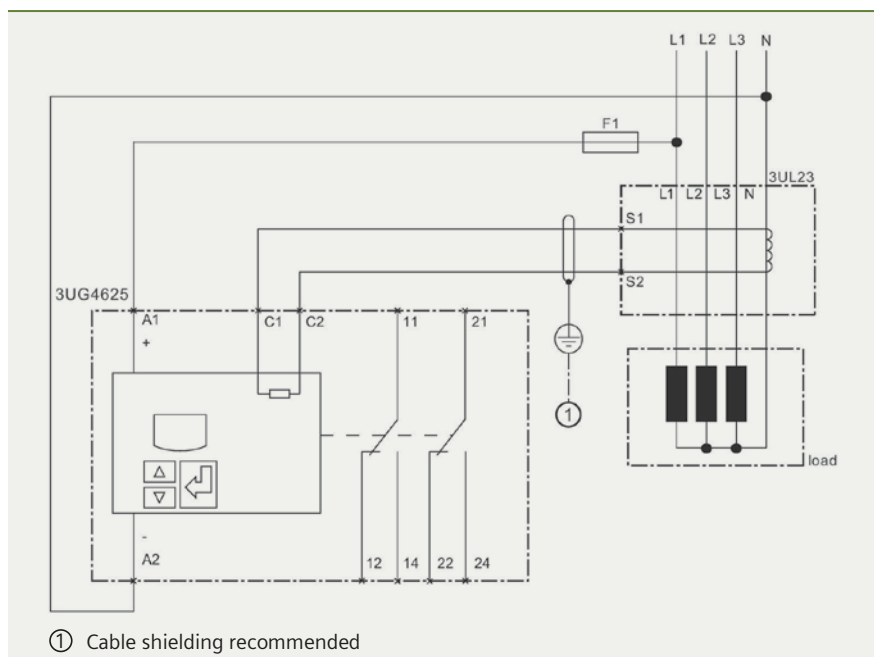 L1 L2 L3 N
F1
3UL23
L1 L2 L3 N
S1
S2
3UG4625
A1 C1 C2 11 21
+
1
load
-
A2 12 14 22 24
① Cable shielding recommended